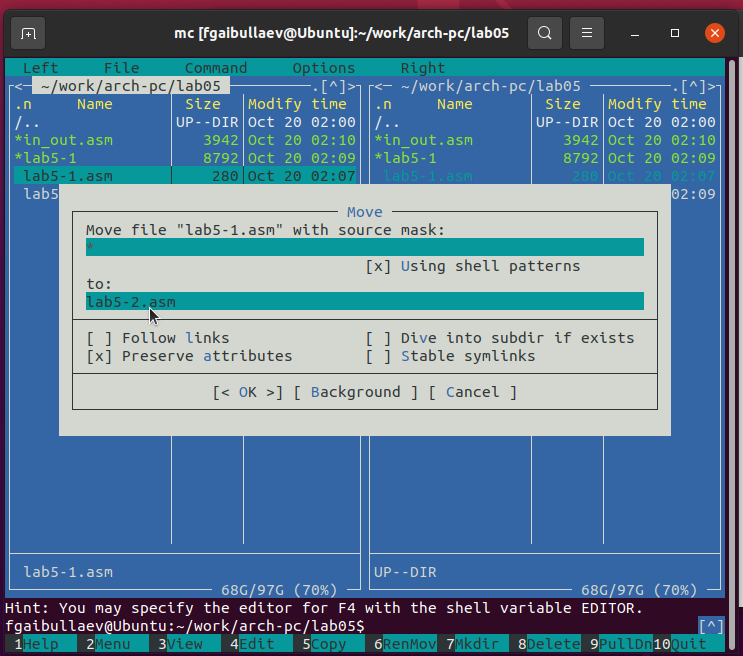 mc [fgaibullaev@Ubuntu]:~/work/arch-pc/lab05
Left File Command Options Right
<─ ~/work/arch-pc/lab05 ─.[^]>
<─ ~/work/arch-pc/lab05 ─.[^]>
.n Name Size Modify time .n Name Size Modify time
/.. UP--DIR Oct 20 02:00 /.. UP--DIR Oct 20 02:00
*in_out.asm 3942 Oct 20 02:10 *in_out.asm 3942 Oct 20 02:10
*lab5-1 8792 Oct 20 02:09 *lab5-1 8792 Oct 20 02:09
lab5-1.asm 280 Oct 20 02:07 lab5-1.asm 280 Oct 20 02:07
lab5 02:09
Move
Move file "lab5-1.asm" with source mask:
*
[x] Using shell patterns
to:
lab5-2.asm
[ ] Follow links [ ] Dive into subdir if exists
[x] Preserve attributes [ ] Stable symlinks
[< OK >] [ Background ] [ Cancel ]
lab5-1.asm UP--DIR
68G/97G (70%) 68G/97G (70%)
Hint: You may specify the editor for F4 with the shell variable EDITOR.
fgaibullaev@Ubuntu:~/work/arch-pc/lab05$ [^]
1Help 2Menu 3View 4Edit 5Copy 6RenMov 7Mkdir 8Delete 9PullDn 10Quit